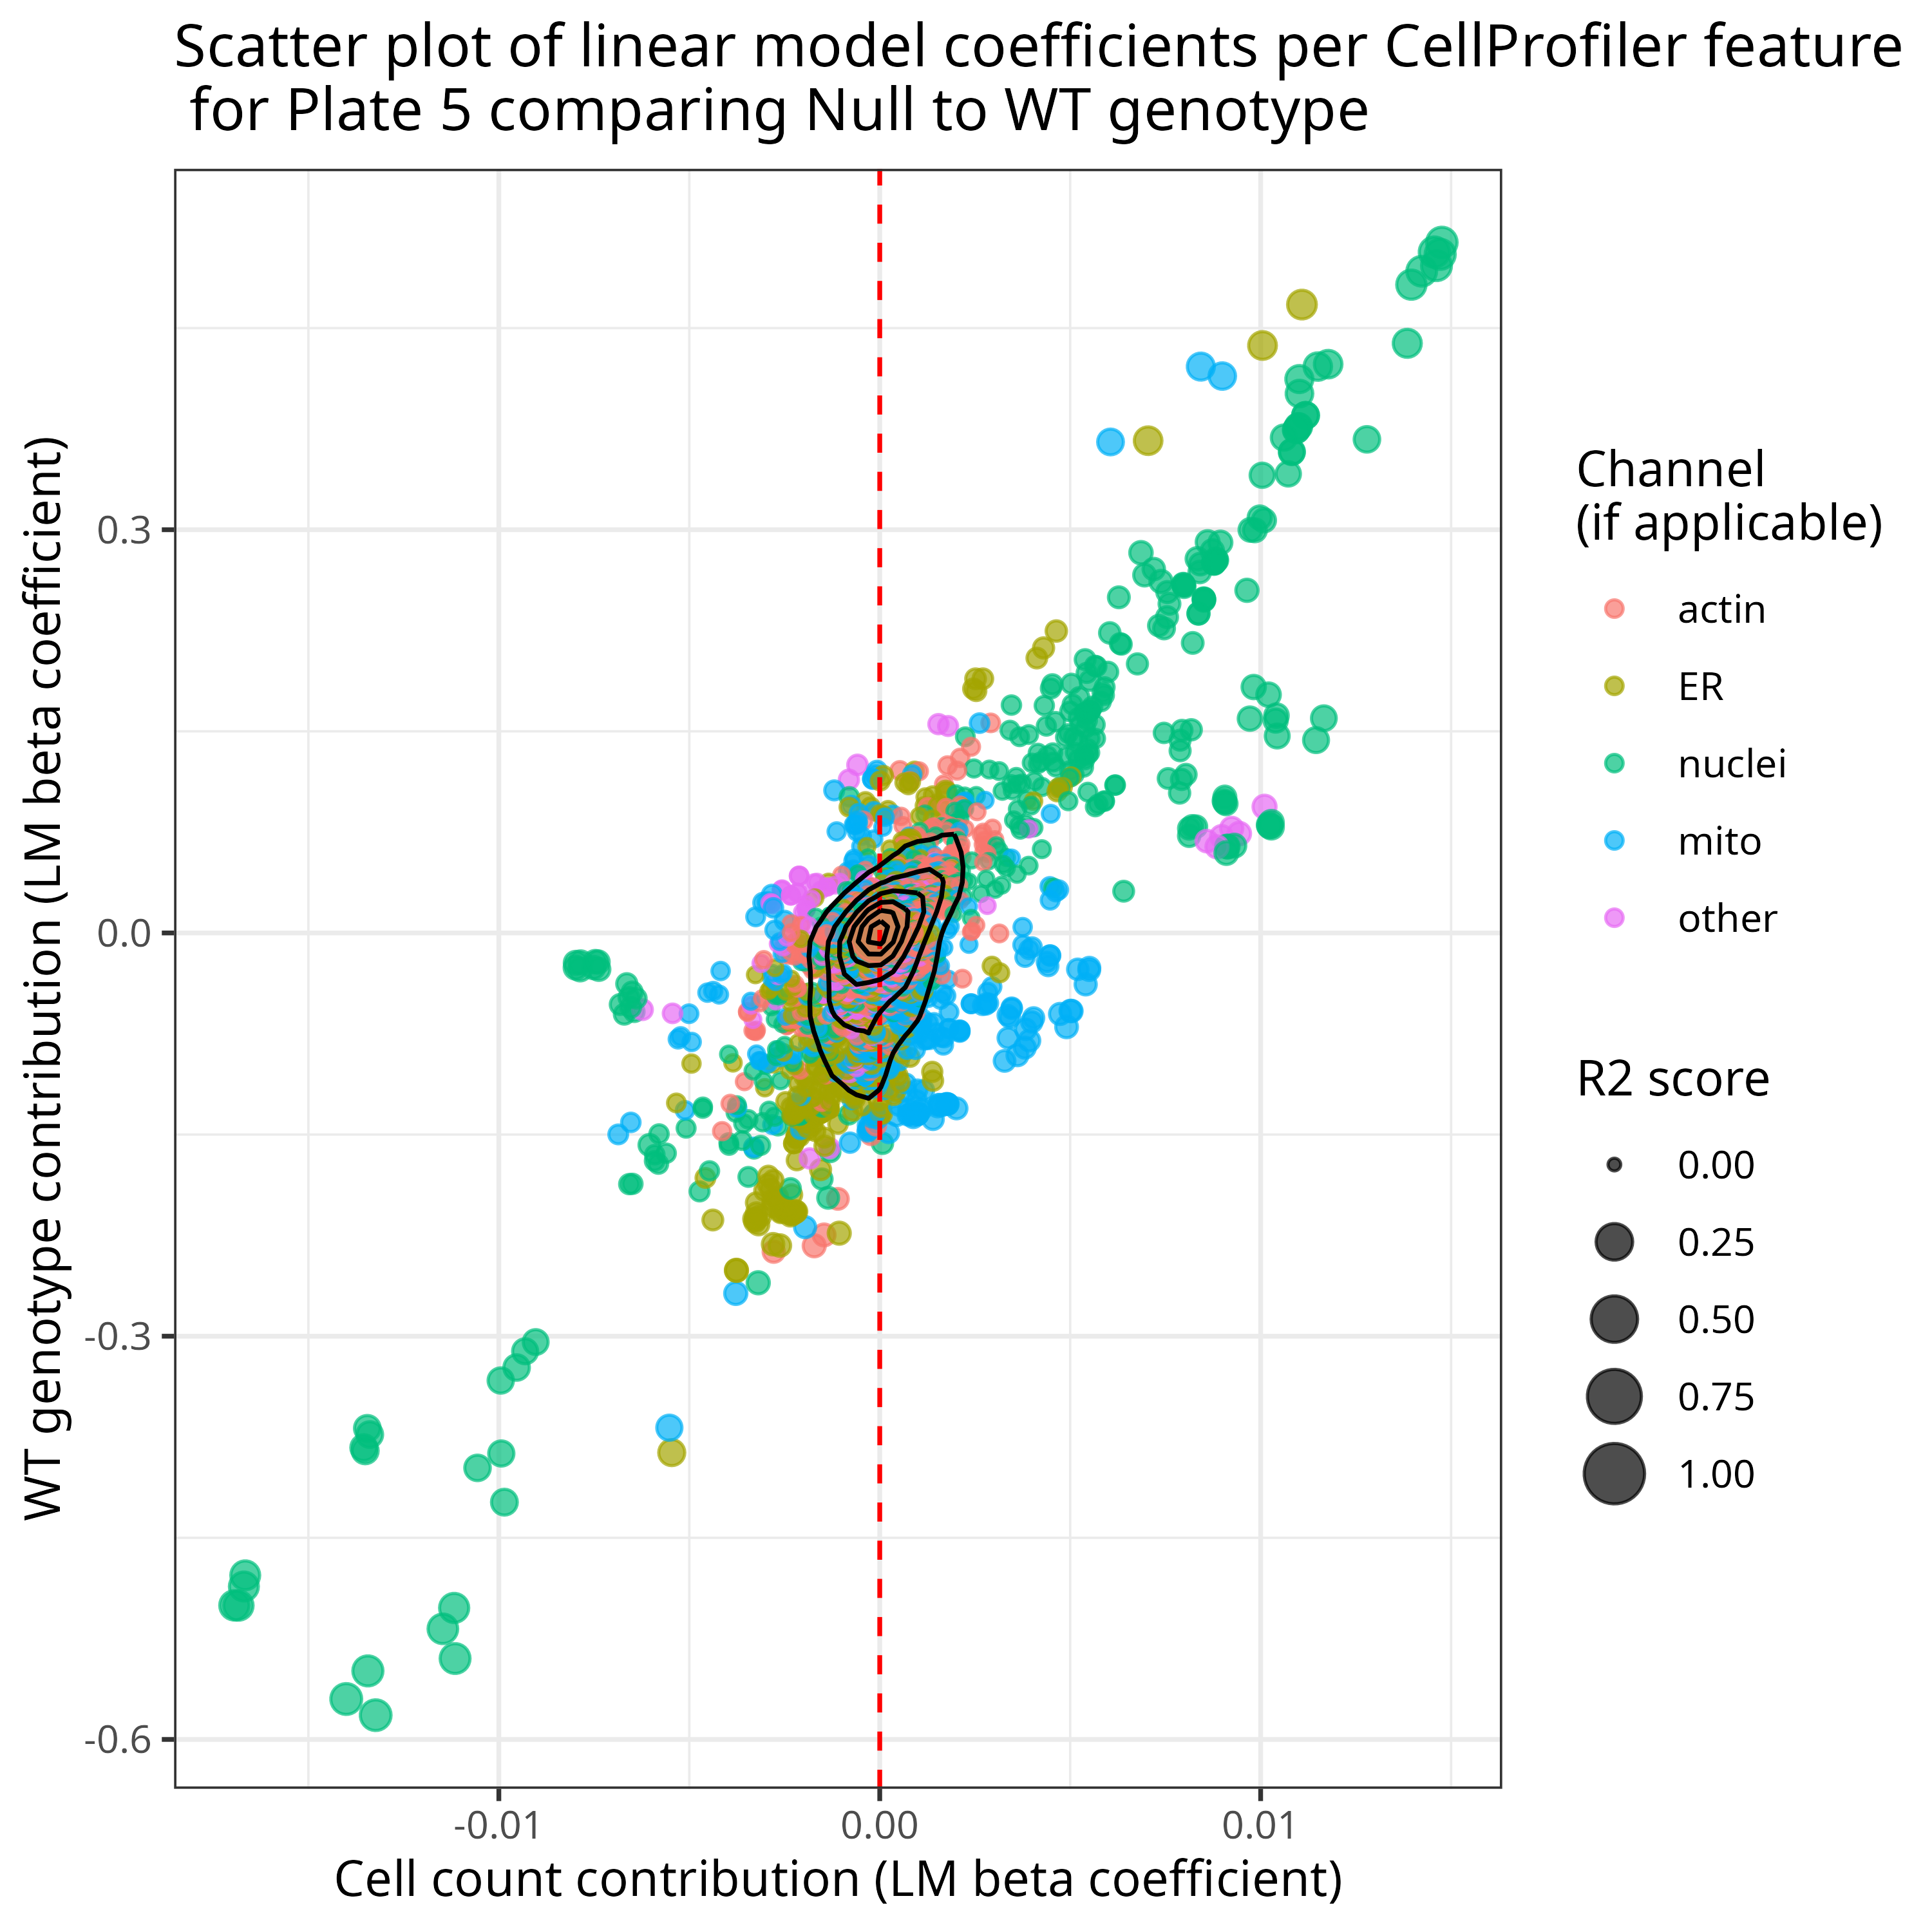 Scatter plot of linear model coefficients per CellProfiler feature
for Plate 5 comparing Null to WT genotype
WT genotype contribution (LM beta coefficient)
0.3
0.0
-0.3
-0.6
-0.01
0.00
0.01
Cell count contribution (LM beta coefficient)
Channel
(if applicable)
actin
ER
nuclei
mito
other
R2 score
0.00
0.25
0.50
0.75
1.00